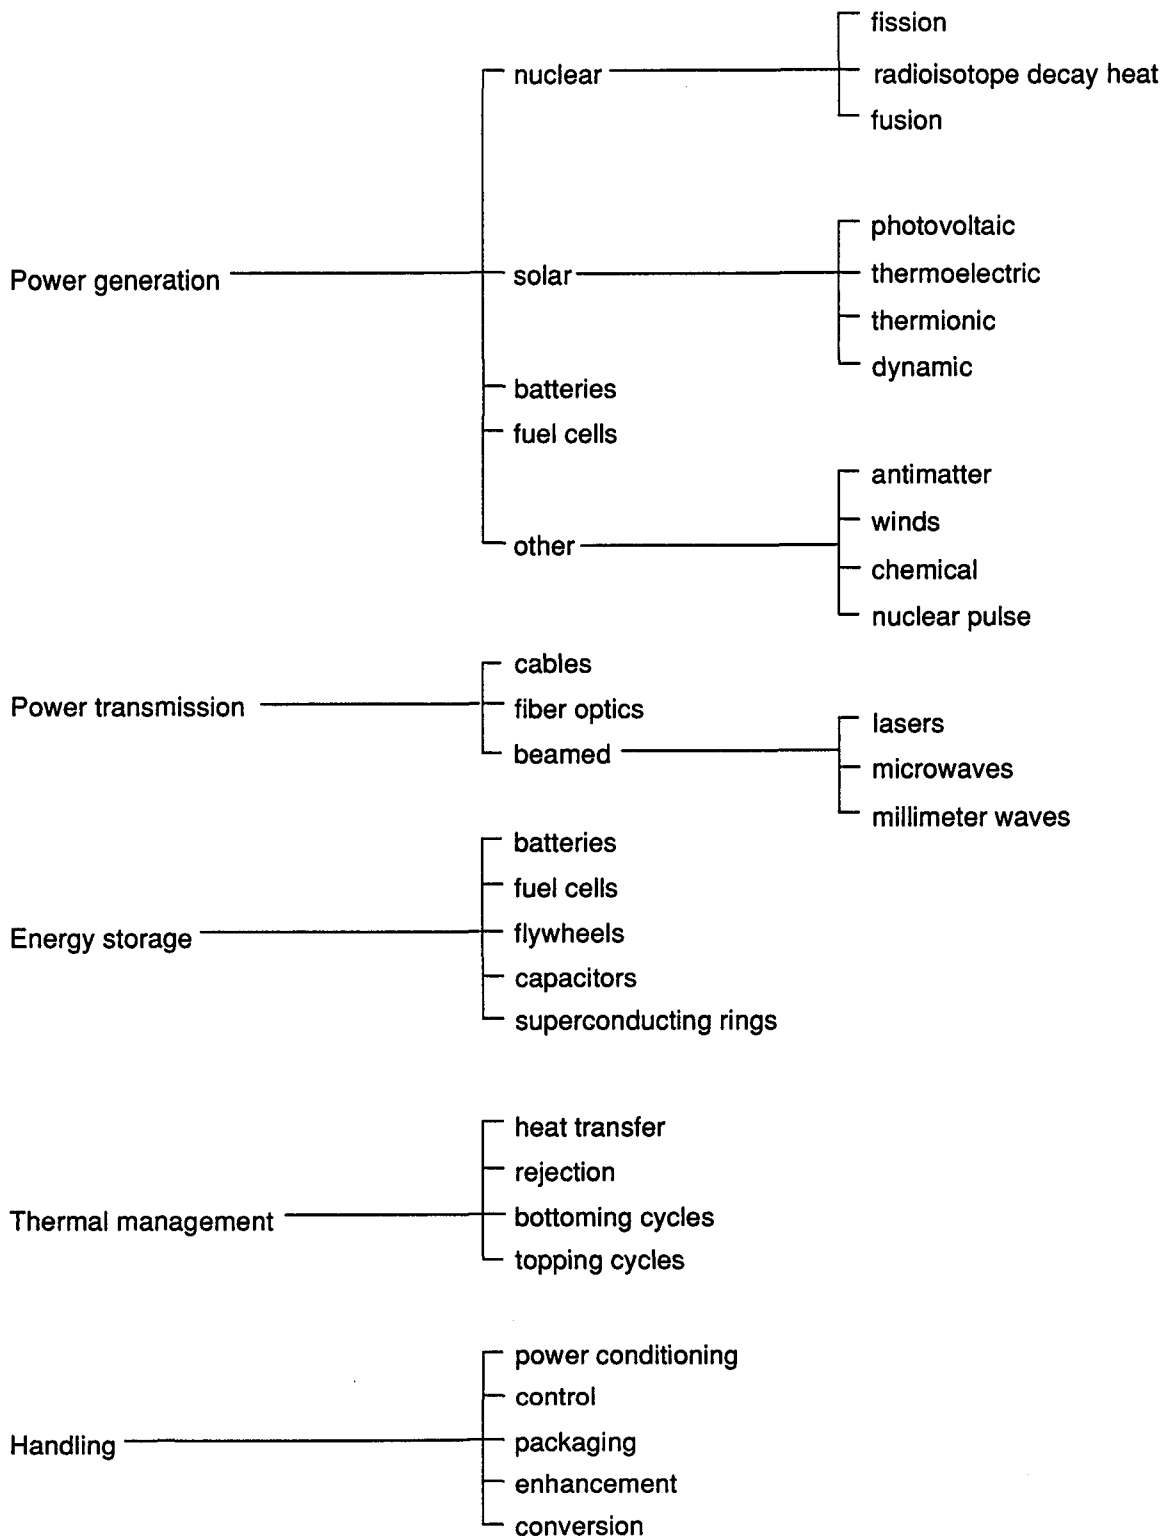 Power generation
nuclear
fission
radioisotope decay heat
fusion
solar
photovoltaic
thermoelectric
thermionic
dynamic
batteries
fuel cells
other
antimatter
winds
chemical
nuclear pulse
Power transmission
cables
fiber optics
beamed
lasers
microwaves
millimeter waves
Energy storage
batteries
fuel cells
flywheels
capacitors
superconducting rings
Thermal management
heat transfer
rejection
bottoming cycles
topping cycles
Handling
power conditioning
control
packaging
enhancement
conversion